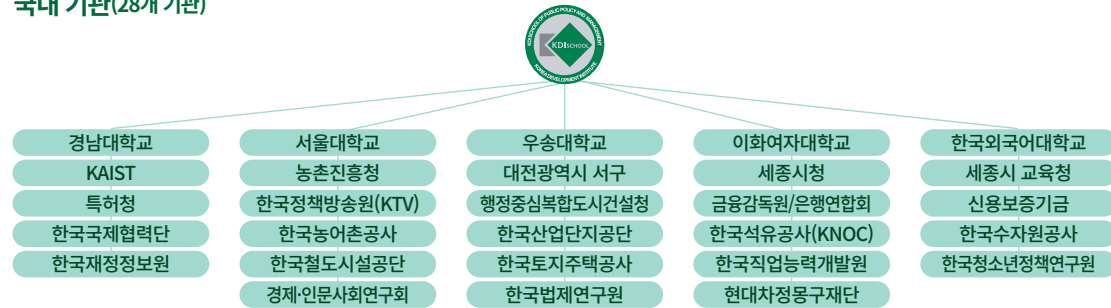 국내 기관(28개 기관)
KDI SCHOOL OF PUBLIC POLICY AND MANAGEMENT
KDI SCHOOL
KOREA DEVELOPMENT INSTITUTE
경남대학교 서울대학교 우송대학교 이화여자대학교 한국외국어대학교
KAIST 농촌진흥청 대전광역시 서구 세종시청 세종시 교육청
특허청 한국정책방송원(KTV) 행정중심복합도시건설청 금융감독원/은행연합회 신용보증기금
한국국제협력단 한국농어촌공사 한국산업단지공단 한국석유공사(KNOC) 한국수자원공사
한국재정정보원 한국철도시설공단 한국토지주택공사 한국직업능력개발원 한국청소년정책연구원
경제·인문사회연구회 한국법제연구원 현대차정몽구재단